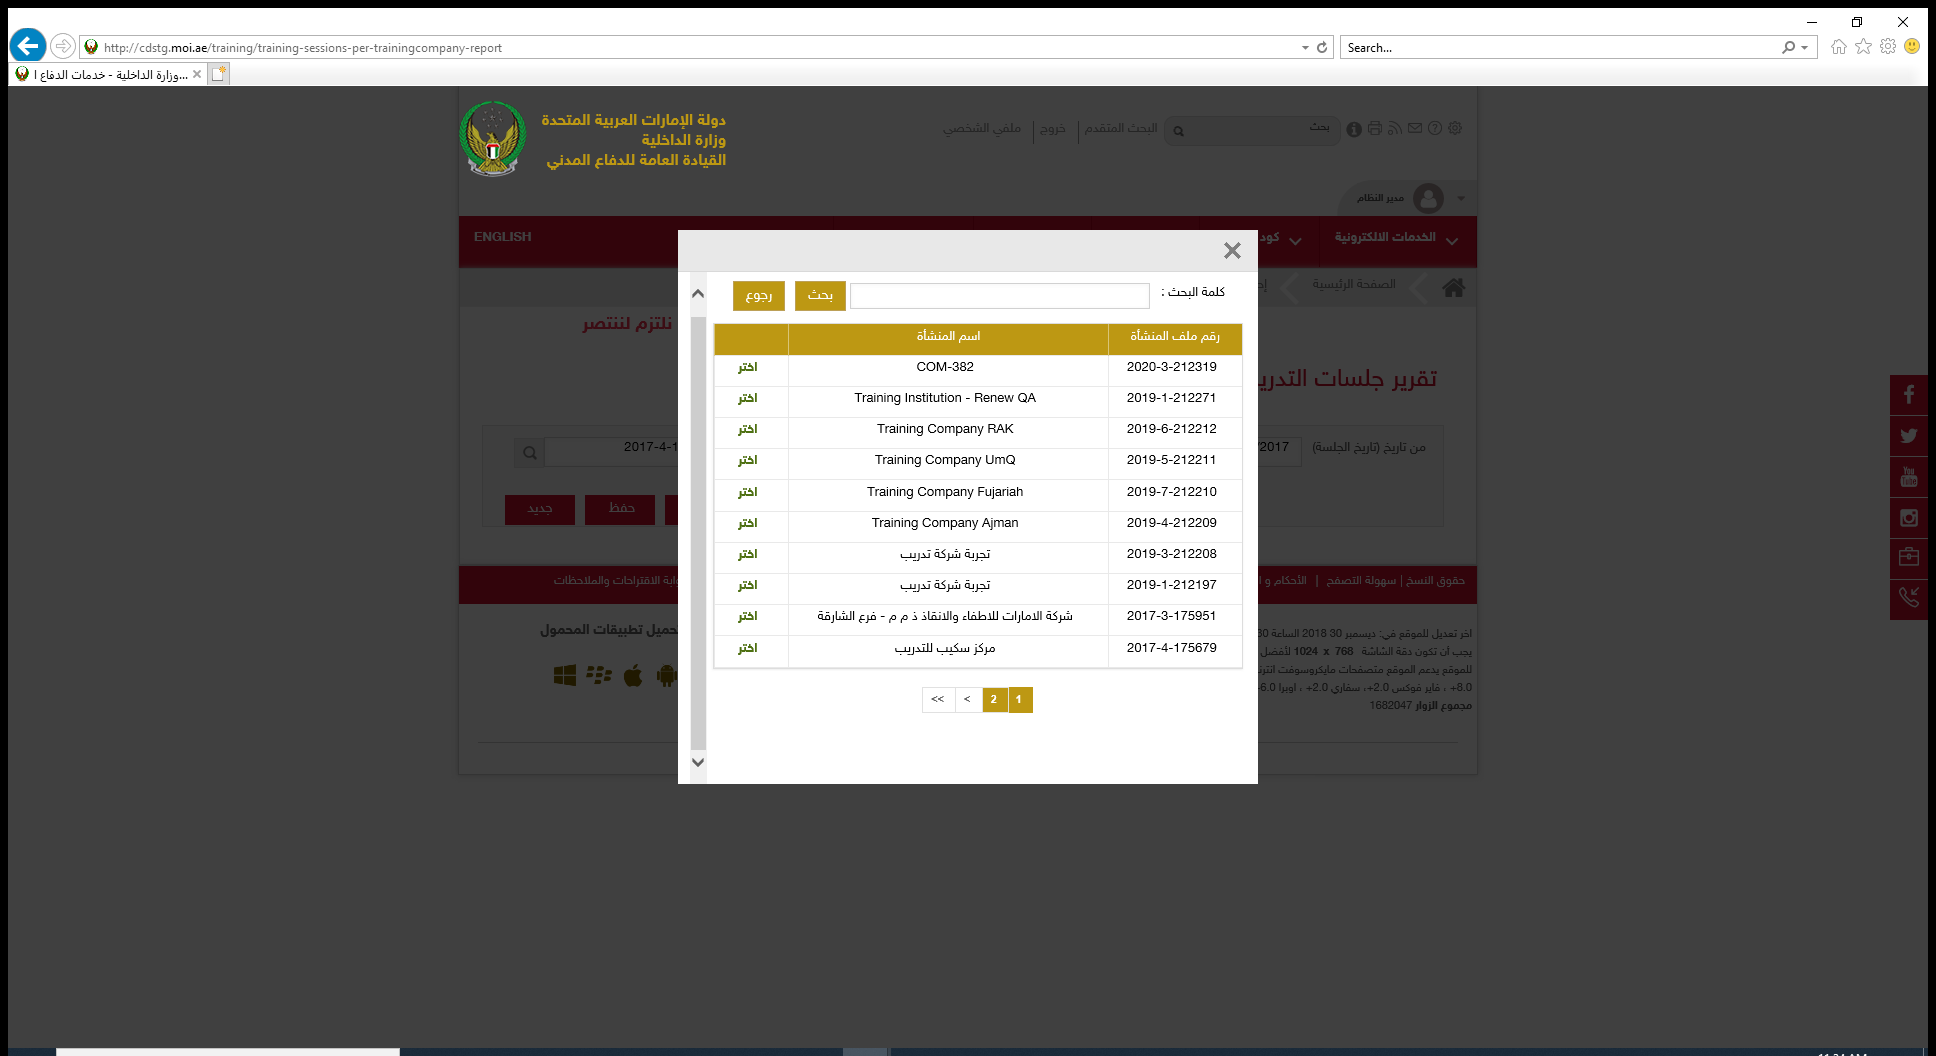 http://cdstg.moi.ae/training/training-sessions-per-trainingcompany-report
Search...
وزارة الداخلية - خدمات الدفاع ا...
دولة الإمارات العربية المتحدة
وزارة الداخلية
القيادة العامة للدفاع المدني
بحث
البحث المتقدم
خروج
ملفي الشخصي
مدير النظام
الخدمات الالكترونية
كود
ENGLISH
الصفحة الرئيسية
نلتزم لننتصر
تقرير جلسات التدري
من تاريخ (تاريخ الجلسة)
2017
2017-4-1
حفظ
جديد
كلمة البحث :
بحث
رجوع
رقم ملف المنشأة
اسم المنشأة
2020-3-212319 COM-382 اختر
2019-1-212271 Training Institution - Renew QA اختر
2019-6-212212 Training Company RAK اختر
2019-5-212211 Training Company UmQ اختر
2019-7-212210 Training Company Fujariah اختر
2019-4-212209 Training Company Ajman اختر
2019-3-212208 تجربة شركة تدريب اختر
2019-1-212197 تجربة شركة تدريب اختر
2017-3-175951 شركة الامارات للاطفاء والانقاذ ذ م م - فرع الشارقة اختر
2017-4-175679 مركز سكيب للتدريب اختر
1 2 > >>
حقوق النسخ | سهولة التصفح | الأحكام و ا
ابة الاقتراحات والملاحظات
حميل تطبيقات المحمول
اخر تعديل للموقع في: ديسمبر 30 2018 الساعة 30
يجب أن تكون دقة الشاشة 768 x 1024 لأفضل
للموقع يدعم الموقع متصفحات مايكروسوفت انتر
8.0+ ، فاير فوكس 2.0+، سفاري 2.0+ ، اوبرا 6.0-
مجموع الزوار 1682047
You Tube